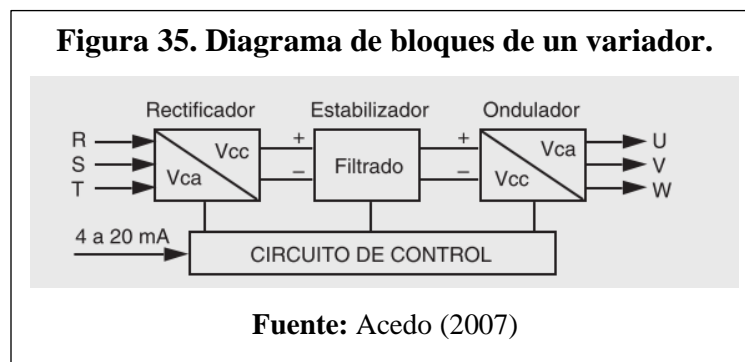 Figura 35. Diagrama de bloques de un variador.
Rectificador Estabilizador Ondulador
R
S
T
Vcc
Vca
+
–
Filtrado
+
–
Vca
Vcc
U
V
W
4 a 20 mA
CIRCUITO DE CONTROL
Fuente: Acedo (2007)